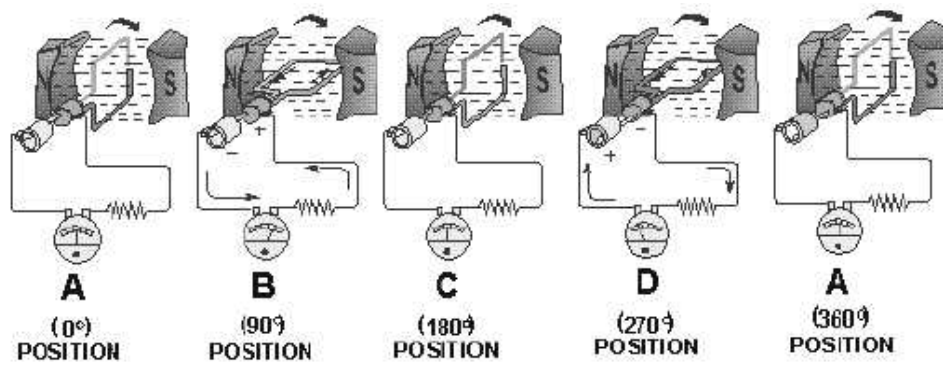 N S
N S
N S
N S
N S
+
−
−
+
A B C D A
(0°) (90°) (180°) (270°) (360°)
POSITION POSITION POSITION POSITION POSITION